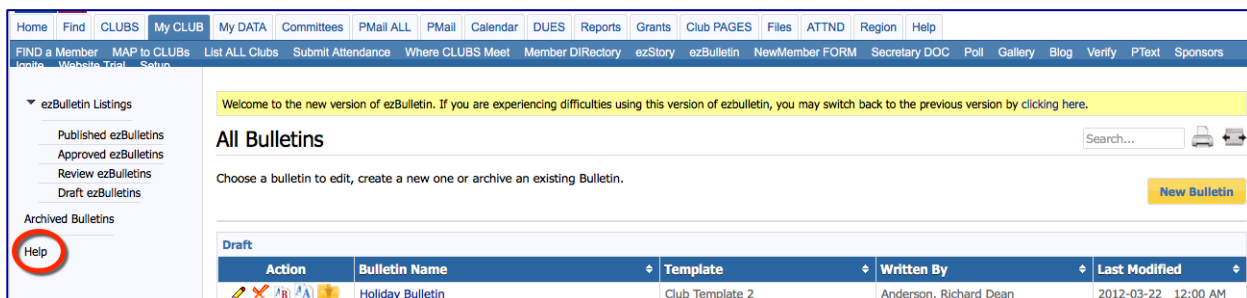 Home Find CLUBS My CLUB My DATA Committees PMail ALL PMail Calendar DUES Reports Grants Club PAGES Files ATTND Region Help
FIND a Member MAP to CLUBs List ALL Clubs Submit Attendance Where CLUBS Meet Member DIRectory ezStory ezBulletin NewMember FORM Secretary DOC Poll Gallery Blog Verify PText Sponsors
Ignite Website Trial Setup
ezBulletin Listings
Published ezBulletins
Approved ezBulletins
Review ezBulletins
Draft ezBulletins
Archived Bulletins
Help
Welcome to the new version of ezBulletin. If you are experiencing difficulties using this version of ezbulletin, you may switch back to the previous version by clicking here.
All Bulletins
Search...
Choose a bulletin to edit, create a new one or archive an existing Bulletin.
New Bulletin
Draft
Action Bulletin Name Template Written By Last Modified
Holiday Bulletin Club Template 2 Anderson, Richard Dean 2012-03-22 12:00 AM